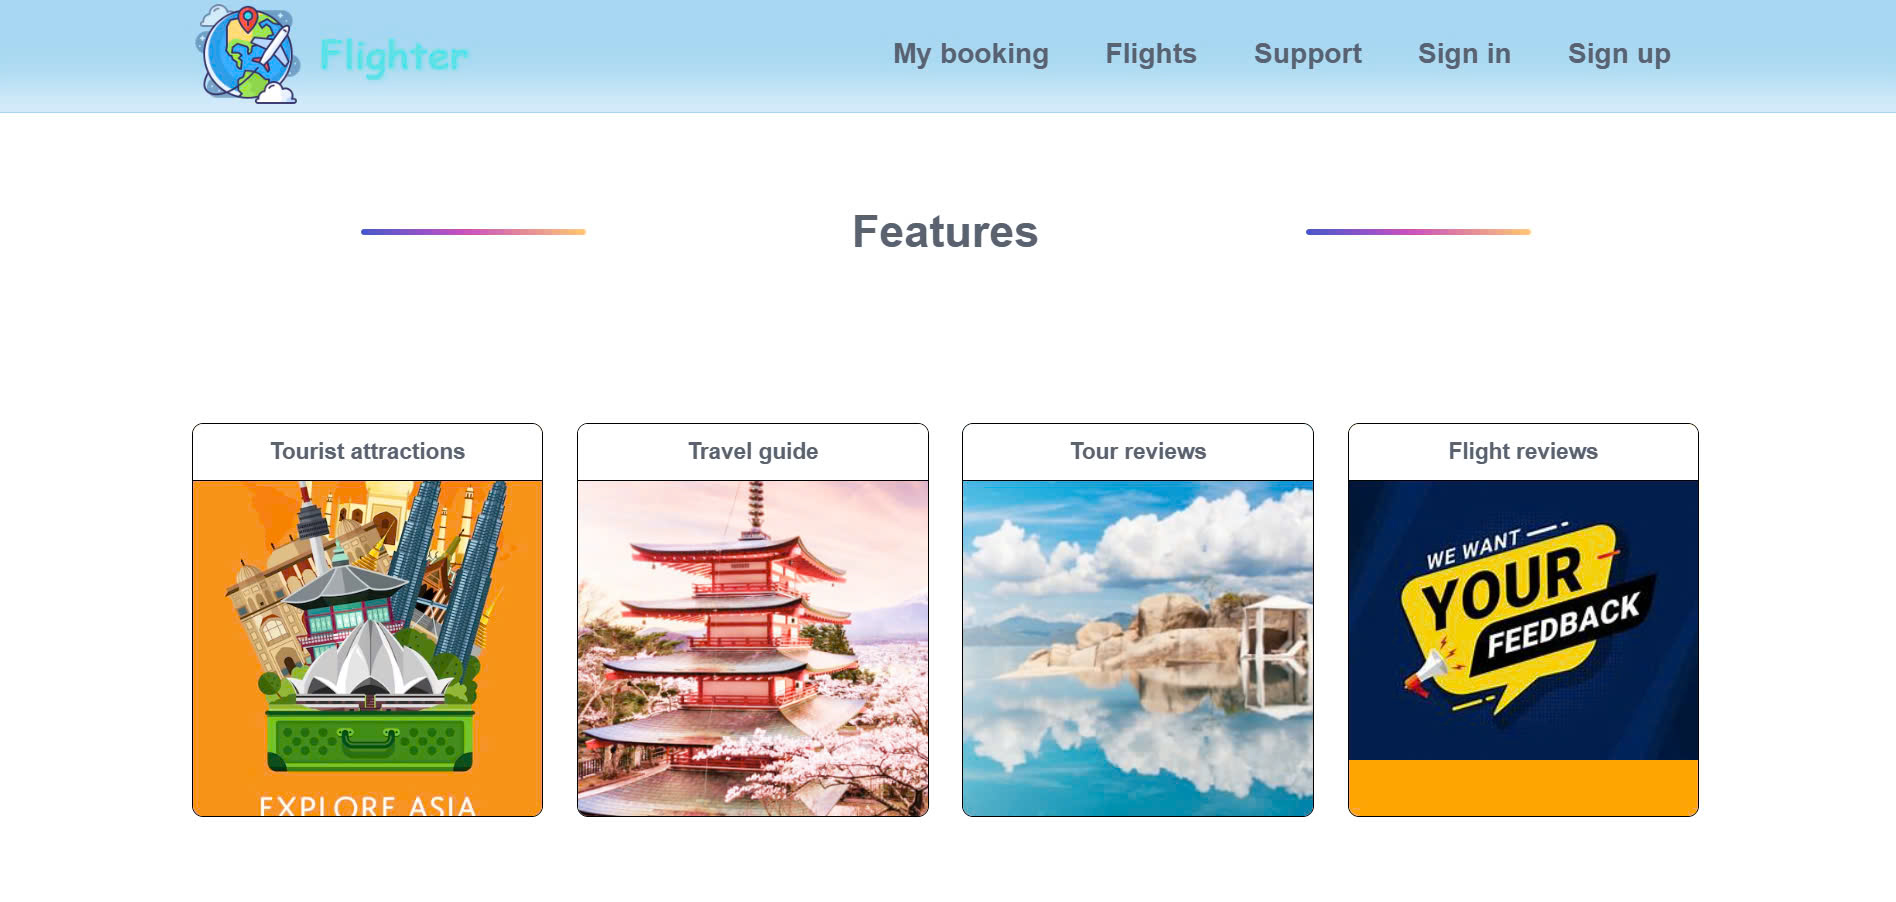 Flighter
My booking
Flights
Support
Sign in
Sign up
Features
Tourist attractions
Travel guide
Tour reviews
Flight reviews
EXPLORE ASIA
WE WANT
YOUR
FEEDBACK